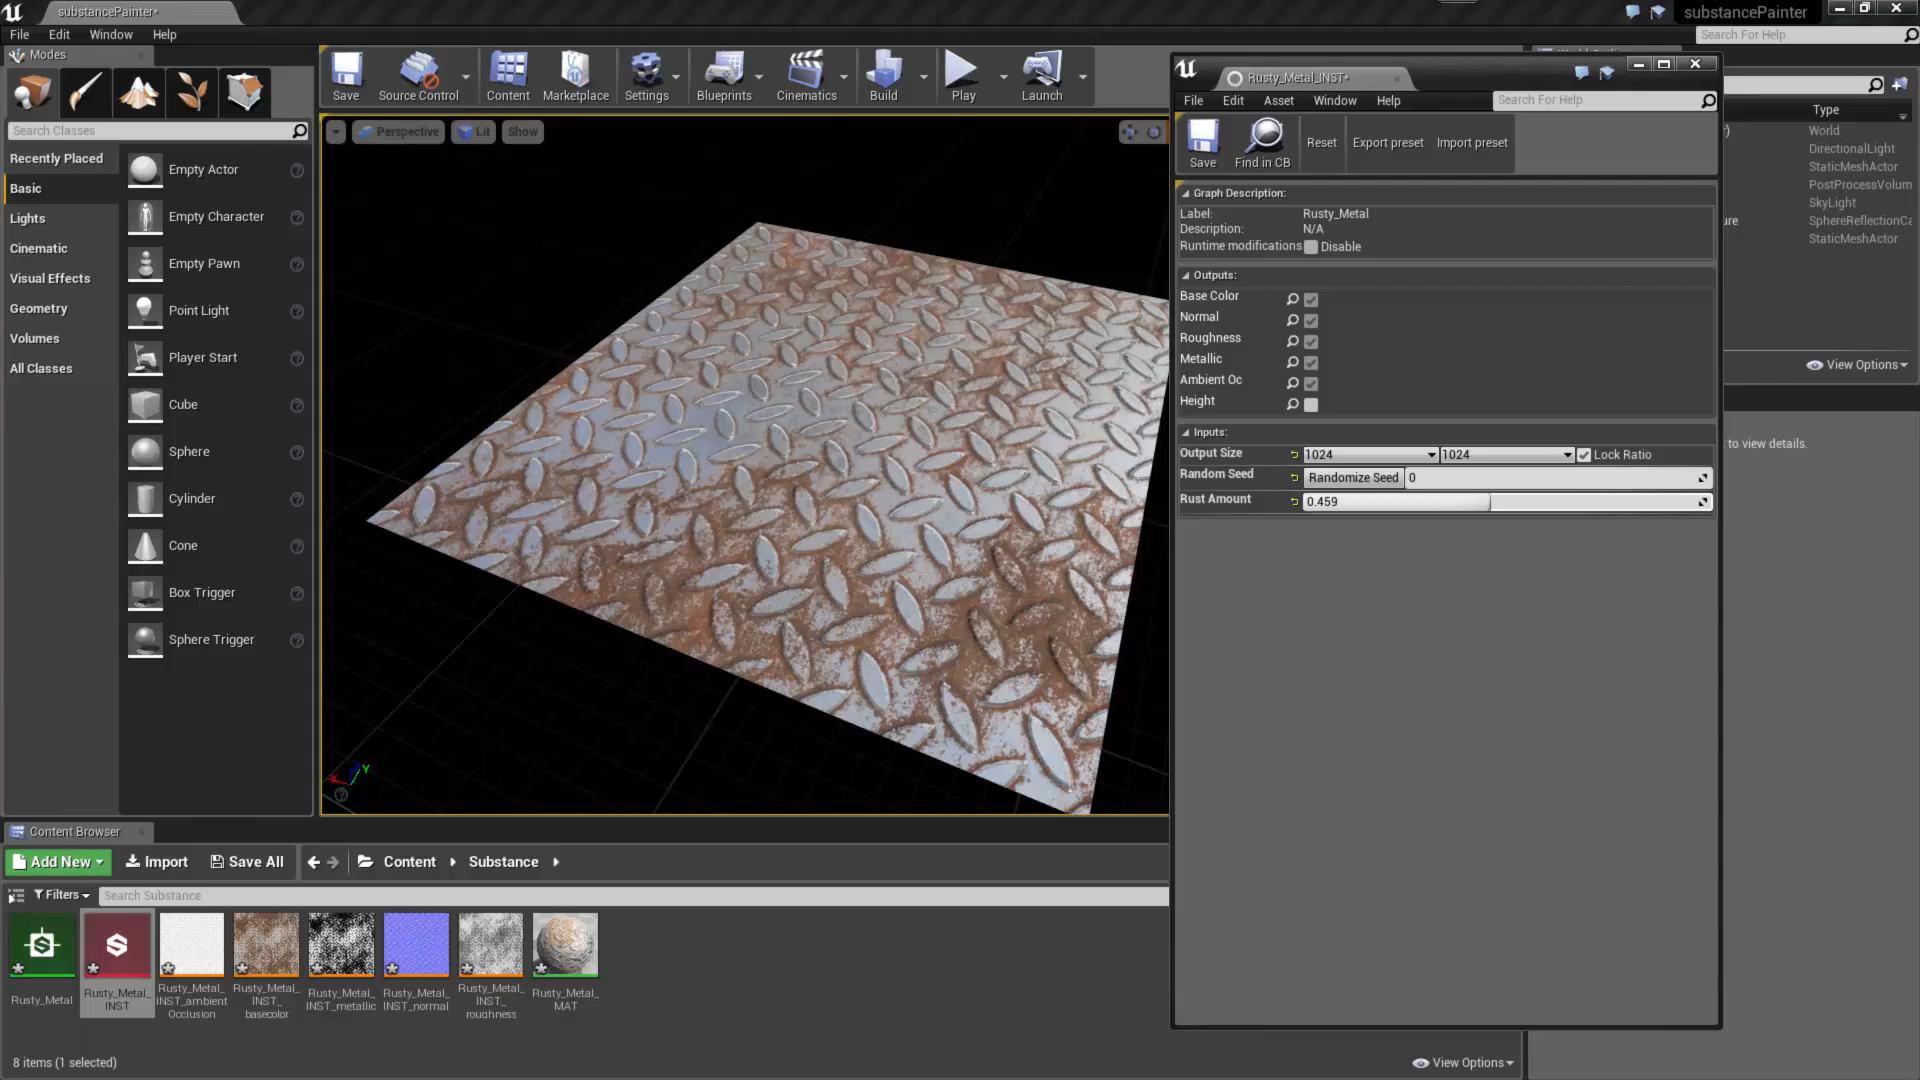 substancePainter*
substancePainter
File Edit Window Help
Search For Help
Modes
Search Classes
Recently Placed
Basic
Lights
Cinematic
Visual Effects
Geometry
Volumes
All Classes
Empty Actor
Empty Character
Empty Pawn
Point Light
Player Start
Cube
Sphere
Cylinder
Cone
Box Trigger
Sphere Trigger
Save
Source Control
Content
Marketplace
Settings
Blueprints
Cinematics
Build
Play
Launch
Perspective
Lit
Show
X
Y
Rusty_Metal_INST*
File Edit Asset Window Help
Search For Help
Save
Find in CB
Reset
Export preset
Import preset
Graph Description:
Label: Rusty_Metal
Description: N/A
Runtime modifications Disable
Outputs:
Base Color
Normal
Roughness
Metallic
Ambient Oc
Height
Inputs:
Output Size 1024 1024 Lock Ratio
Random Seed Randomize Seed 0
Rust Amount 0.459
Type
World
DirectionalLight
StaticMeshActor
PostProcessVolum
SkyLight
SphereReflectionCa
StaticMeshActor
View Options
to view details.
Content Browser
Add New
Import
Save All
Content
Substance
Filters
Search Substance
Rusty_Metal
Rusty_Metal_
INST
Rusty_Metal_
INST_ambient
Occlusion
Rusty_Metal_
INST_
basecolor
Rusty_Metal_
INST_metallic
Rusty_Metal_
INST_normal
Rusty_Metal_
INST_
roughness
Rusty_Metal_
MAT
8 items (1 selected)
View Options